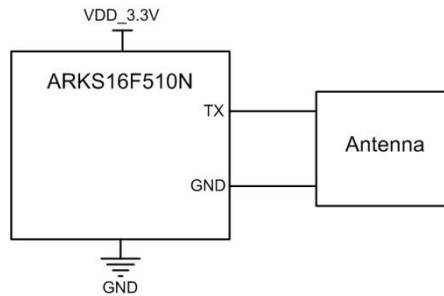 VDD_3.3V
ARKS16F510N
TX
Antenna
GND
GND